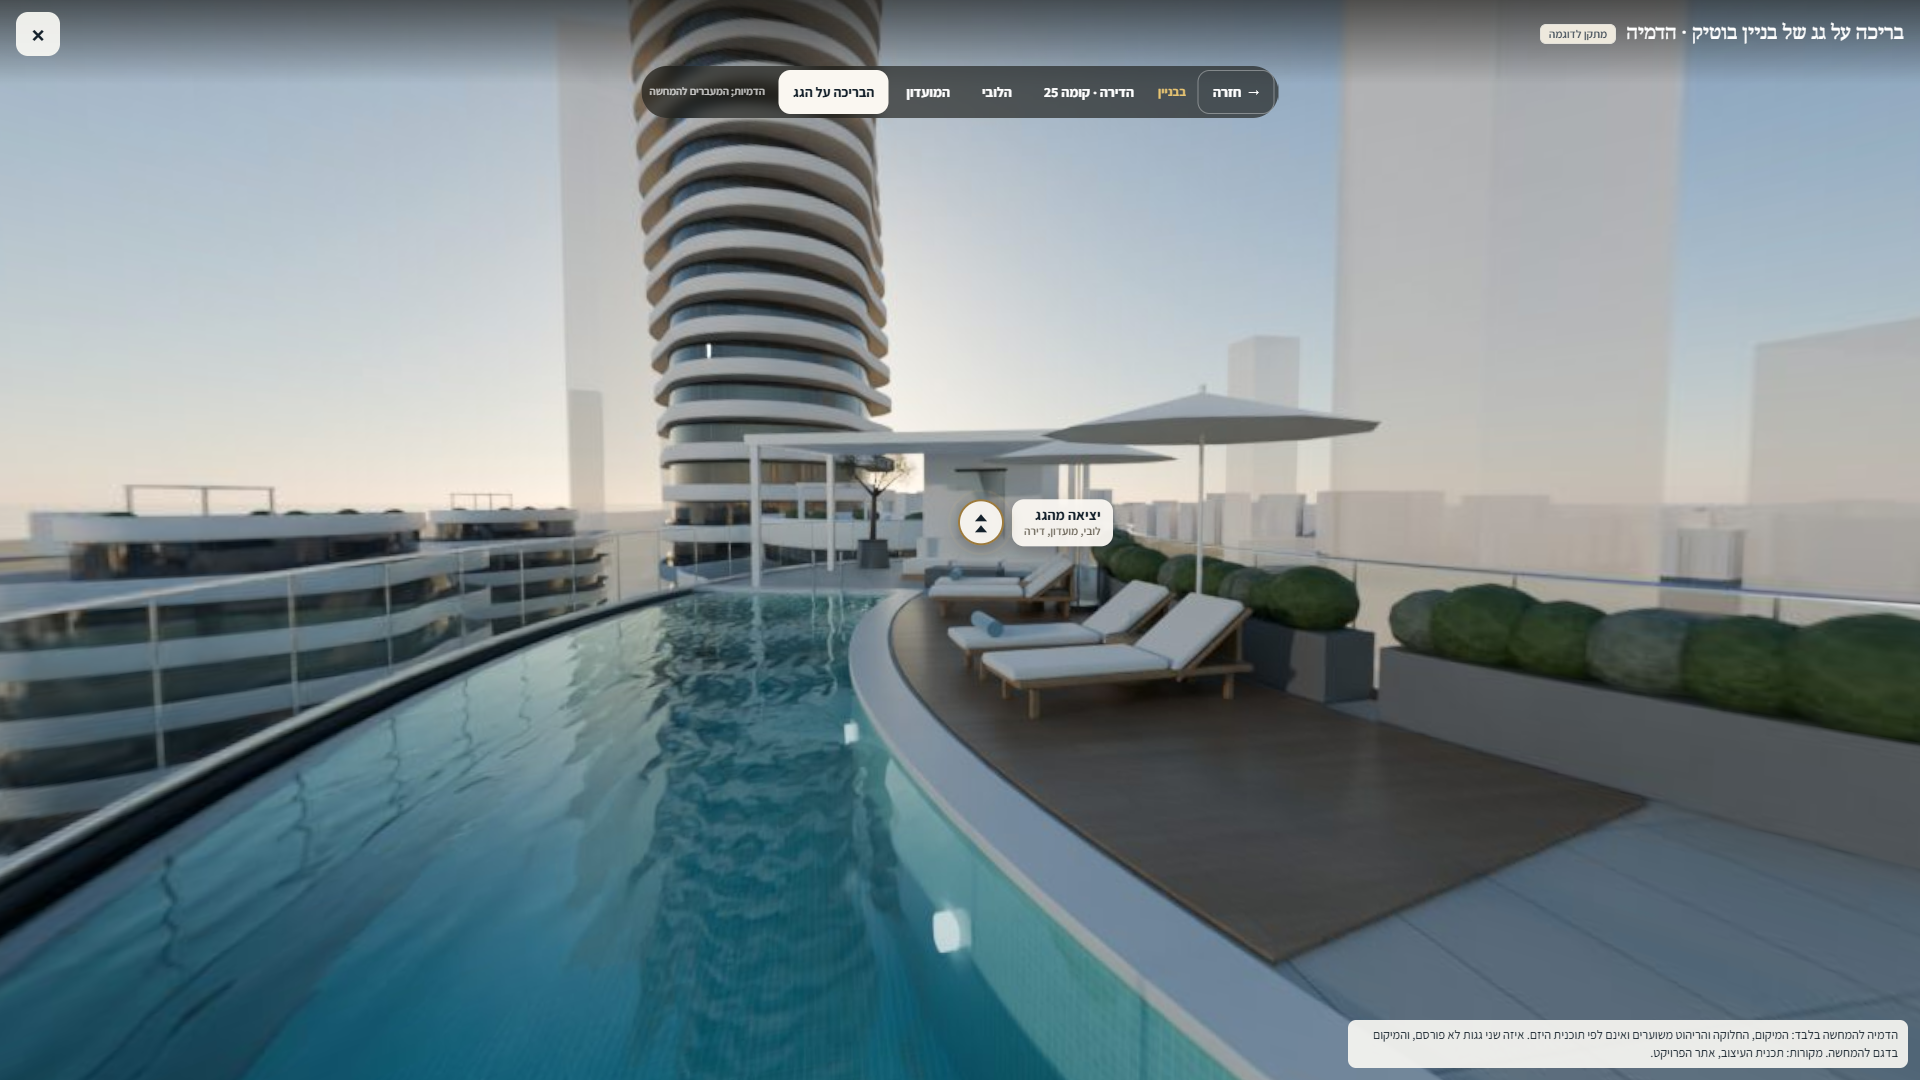 בריכה על גג של בניין בוטיק · הדמיה
מתקן לדוגמה
→ חזרה
בבניין
הדירה · קומה 25
הלובי
המועדון
הבריכה על הגג
הדמיות; המעברים להמחשה
×
יציאה מהגג
לובי, מועדון, דירה
הדמיה להמחשה בלבד: המיקום, החלוקה והריהוט משוערים ואינם לפי תוכנית היזם. איזה שני גגות לא פורסם, והמיקום
בדגם להמחשה. מקורות: תכנית העיצוב, אתר הפרויקט.